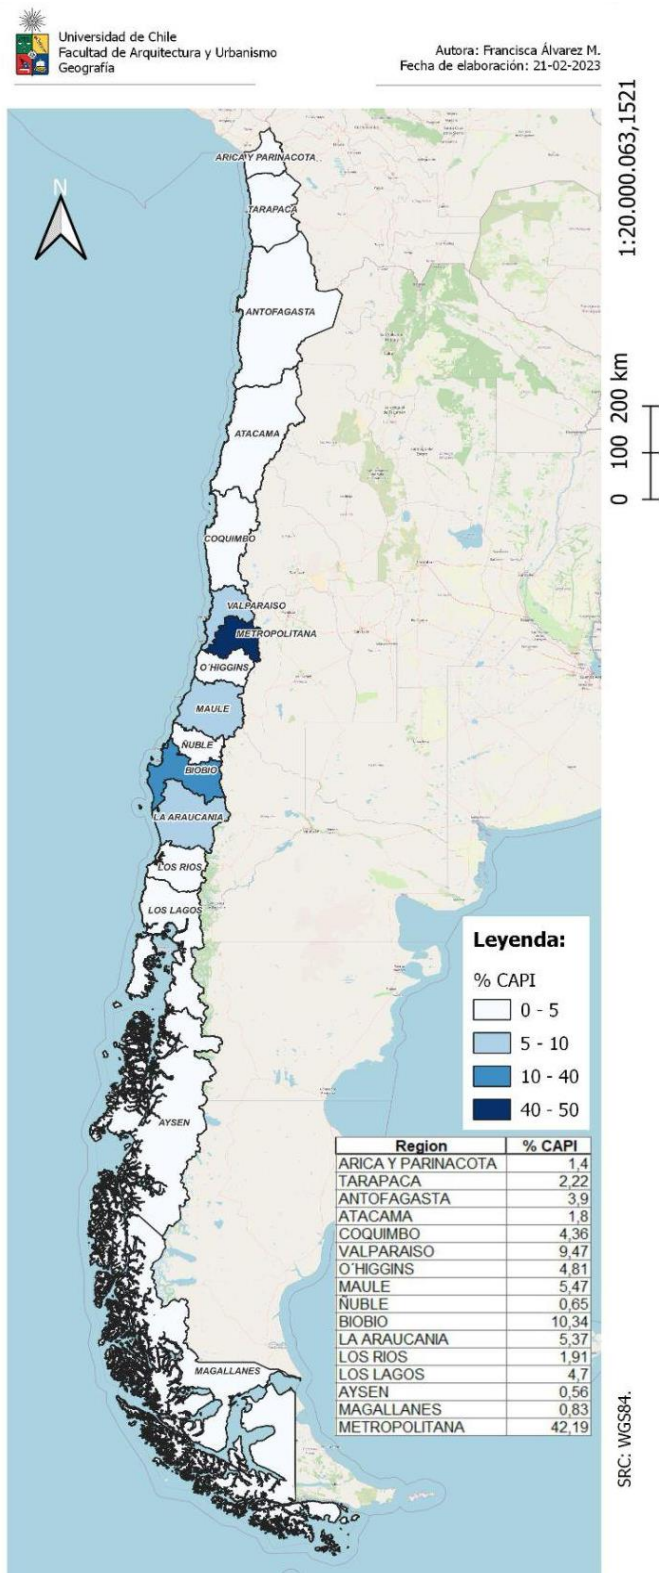 Universidad de Chile
Facultad de Arquitectura y Urbanismo
Geografía
Autora: Francisca Álvarez M.
Fecha de elaboración: 21-02-2023
1:20.000.063,1521
0 100 200 km
N
ARICA Y PARINACOTA
TARAPACA
ANTOFAGASTA
ATACAMA
COQUIMBO
VALPARAISO
METROPOLITANA
O´HIGGINS
MAULE
ÑUBLE
BIOBIO
LA ARAUCANIA
LOS RIOS
LOS LAGOS
AYSEN
MAGALLANES
Leyenda:
% CAPI
0 - 5
5 - 10
10 - 40
40 - 50
Region % CAPI
ARICA Y PARINACOTA 1,4
TARAPACA 2,22
ANTOFAGASTA 3,9
ATACAMA 1,8
COQUIMBO 4,36
VALPARAISO 9,47
O´HIGGINS 4,81
MAULE 5,47
ÑUBLE 0,65
BIOBIO 10,34
LA ARAUCANIA 5,37
LOS RIOS 1,91
LOS LAGOS 4,7
AYSEN 0,56
MAGALLANES 0,83
METROPOLITANA 42,19
SRC: WGS84.